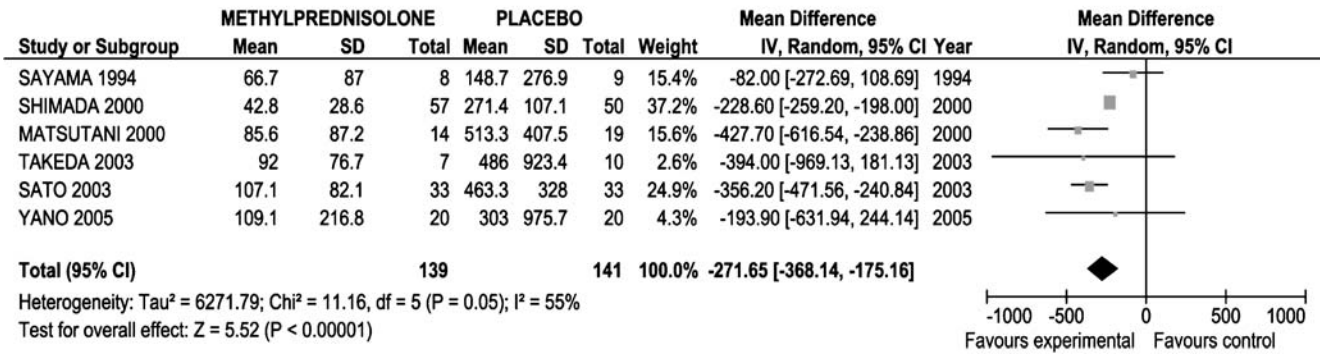 METHYLPREDNISOLONE PLACEBO Mean Difference Mean Difference
Study or Subgroup Mean SD Total Mean SD Total Weight IV, Random, 95% CI Year IV, Random, 95% CI
SAYAMA 1994 66.7 87 8 148.7 276.9 9 15.4% -82.00 [-272.69, 108.69] 1994
SHIMADA 2000 42.8 28.6 57 271.4 107.1 50 37.2% -228.60 [-259.20, -198.00] 2000
MATSUTANI 2000 85.6 87.2 14 513.3 407.5 19 15.6% -427.70 [-616.54, -238.86] 2000
TAKEDA 2003 92 76.7 7 486 923.4 10 2.6% -394.00 [-969.13, 181.13] 2003
SATO 2003 107.1 82.1 33 463.3 328 33 24.9% -356.20 [-471.56, -240.84] 2003
YANO 2005 109.1 216.8 20 303 975.7 20 4.3% -193.90 [-631.94, 244.14] 2005
Total (95% CI) 139 141 100.0% -271.65 [-368.14, -175.16]
Heterogeneity: Tau² = 6271.79; Chi² = 11.16, df = 5 (P = 0.05); I² = 55%
Test for overall effect: Z = 5.52 (P < 0.00001)
-1000 -500 0 500 1000
Favours experimental Favours control